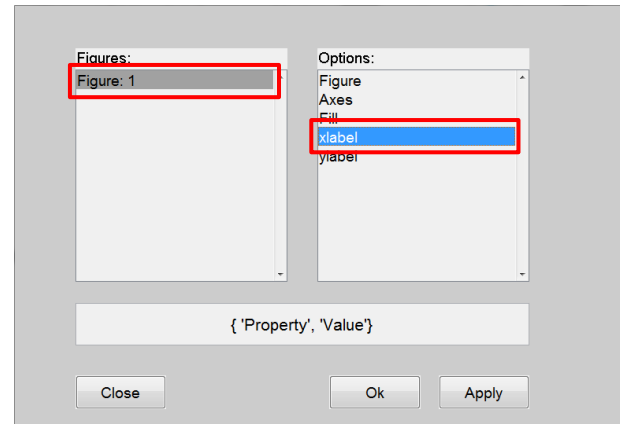 Figures:
Figure: 1
Options:
Figure
Axes
Fill
xlabel
ylabel
{ 'Property', 'Value'}
Close
Ok
Apply